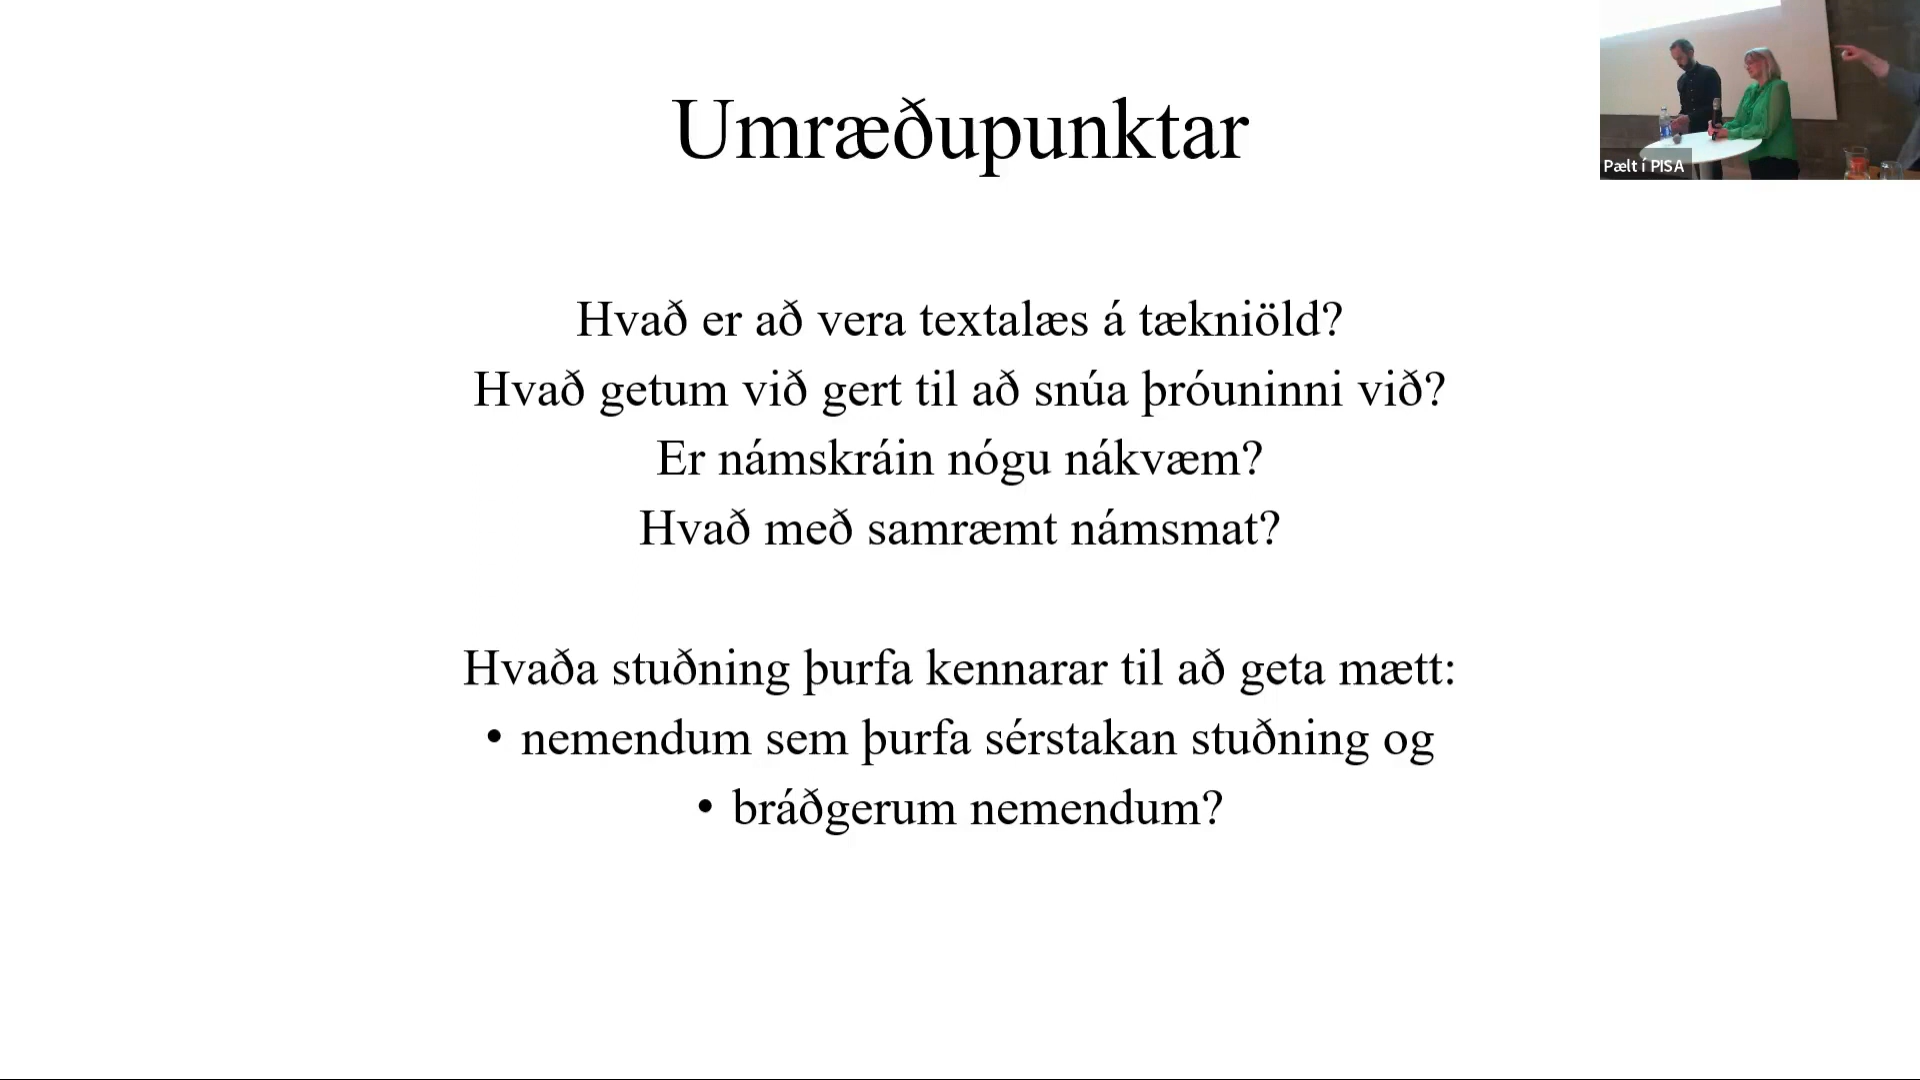 Umræðupunktar
Pælt í PISA
Hvað er að vera textalæs á tækniöld?
Hvað getum við gert til að snúa þróuninni við?
Er námskráin nógu nákvæm?
Hvað með samræmt námsmat?
Hvaða stuðning þurfa kennarar til að geta mætt:
• nemendum sem þurfa sérstakan stuðning og
• bráðgerum nemendum?